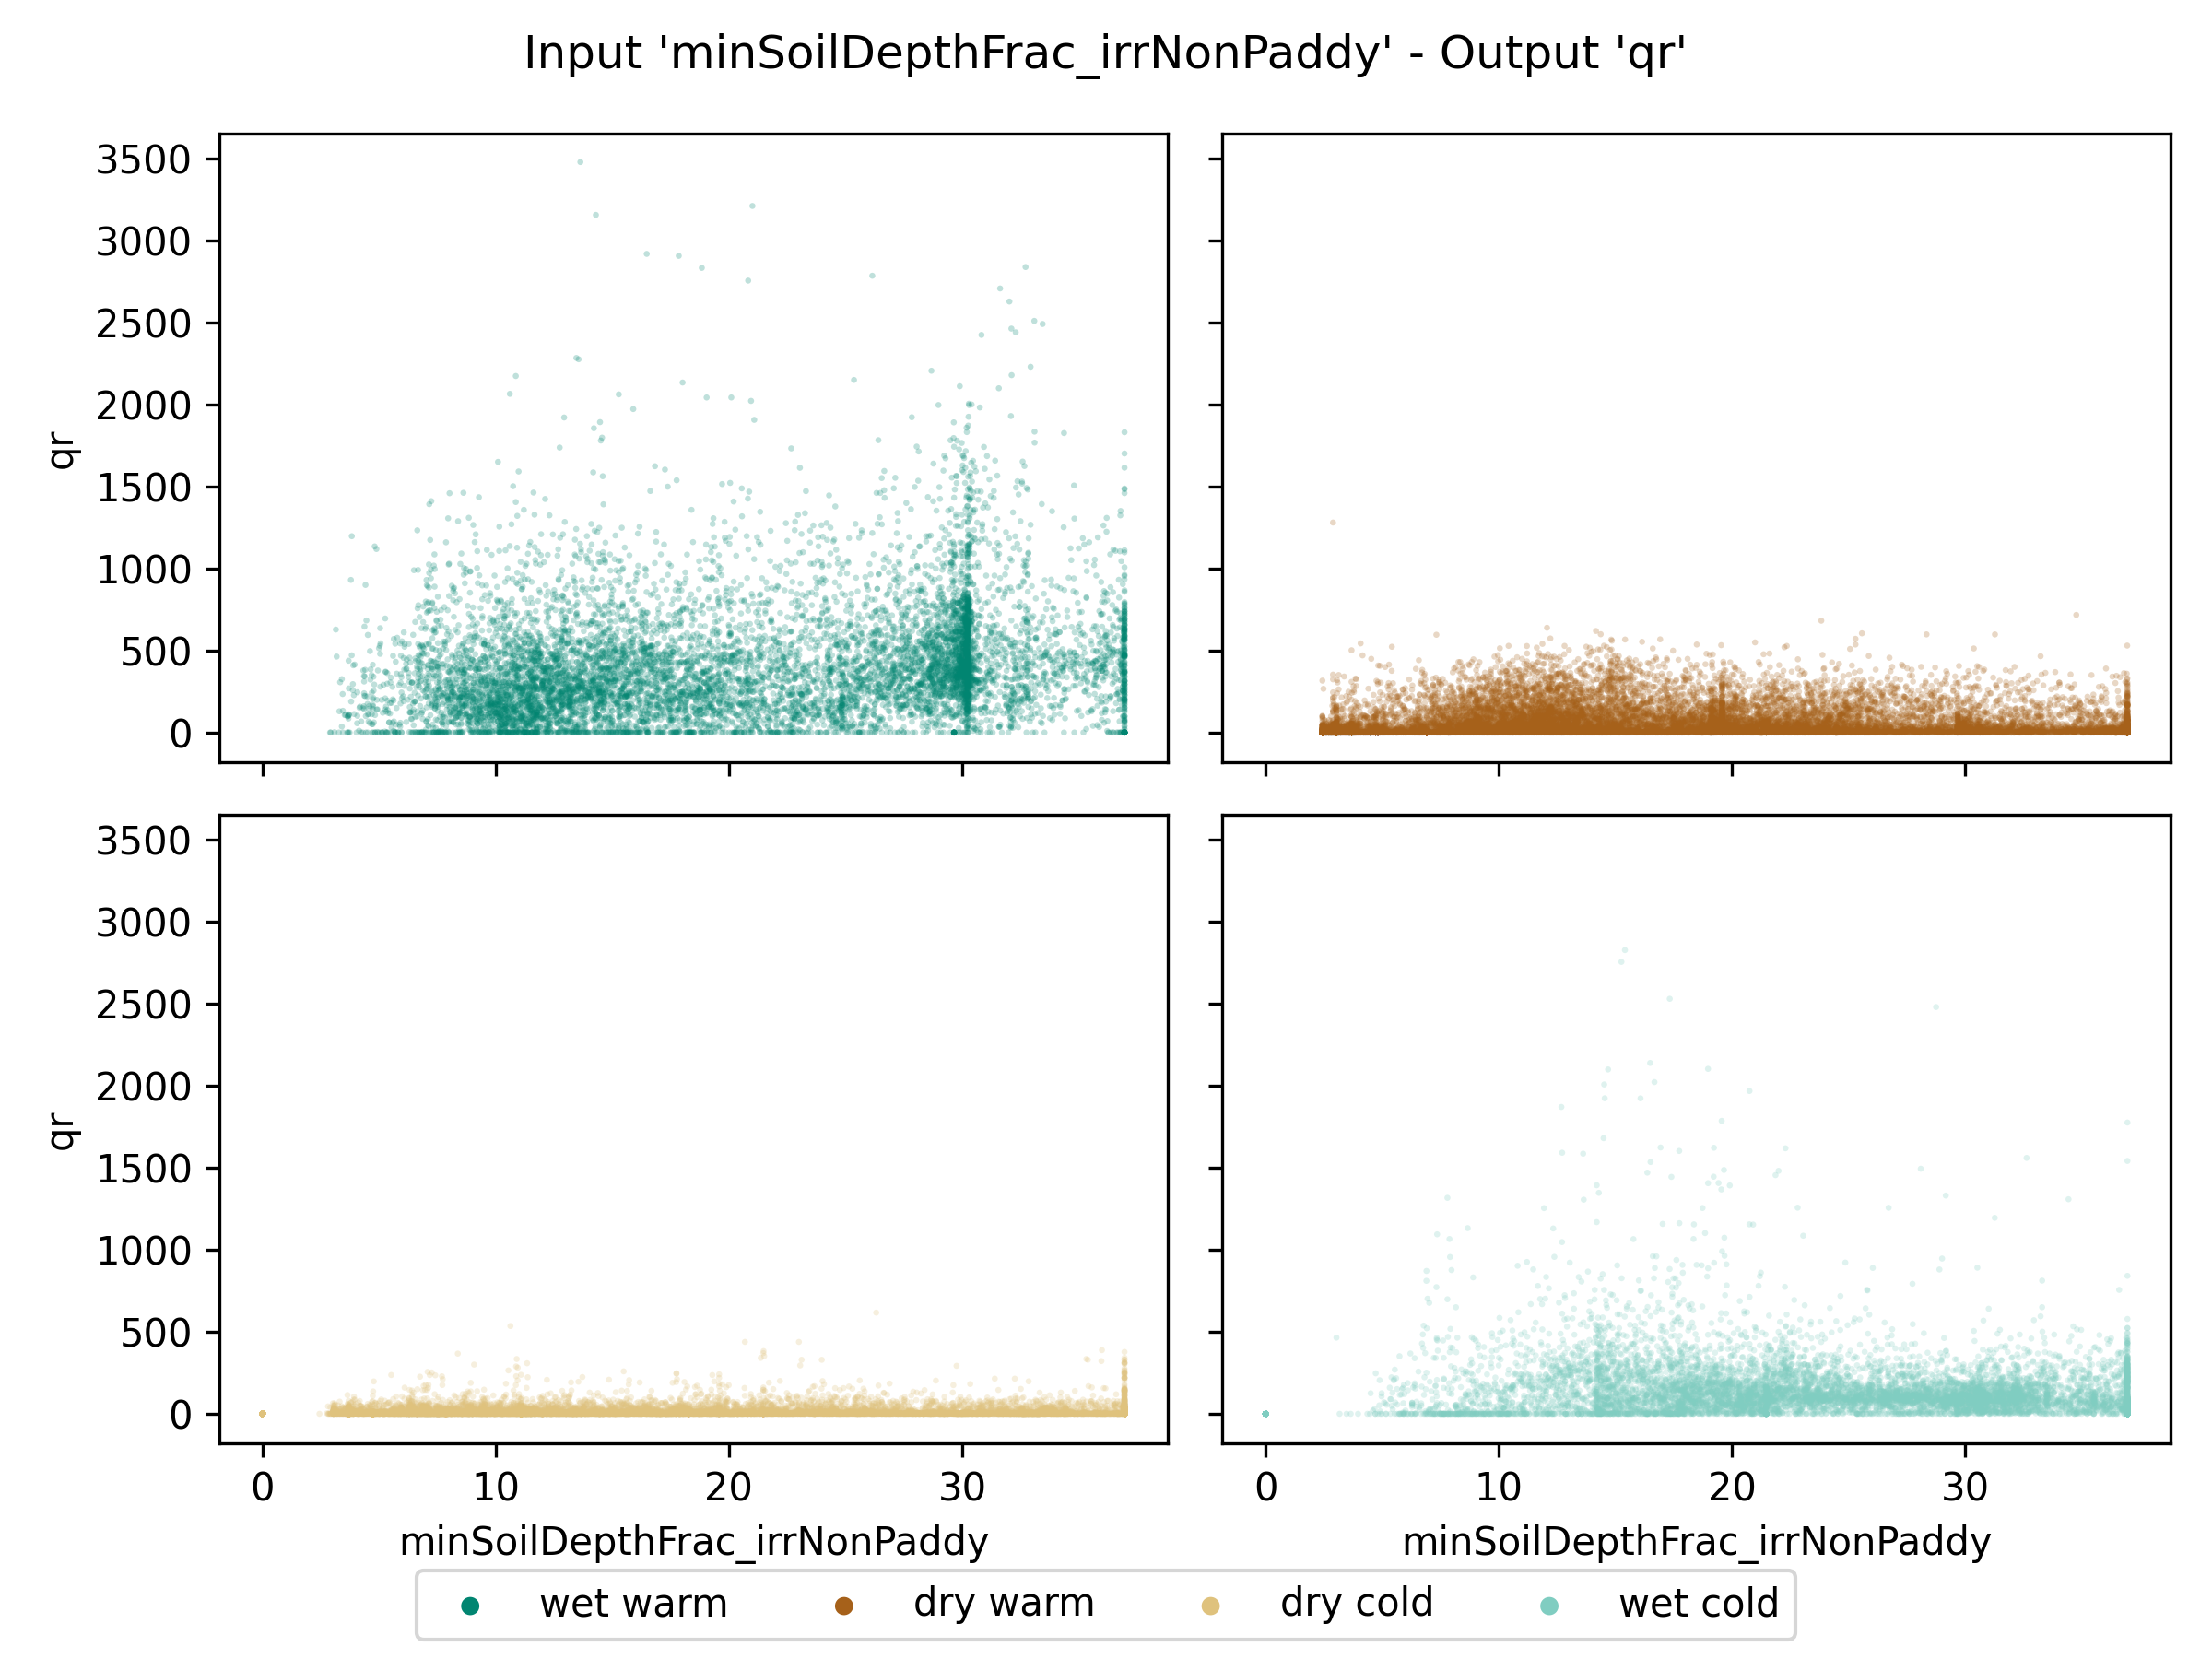 Input 'minSoilDepthFrac_irrNonPaddy' - Output 'qr'
3500
3000
2500
2000
1500
1000
500
0
qr
3500
3000
2500
2000
1500
1000
500
0
qr
0 10 20 30
0 10 20 30
minSoilDepthFrac_irrNonPaddy
minSoilDepthFrac_irrNonPaddy
wet warm dry warm dry cold wet cold